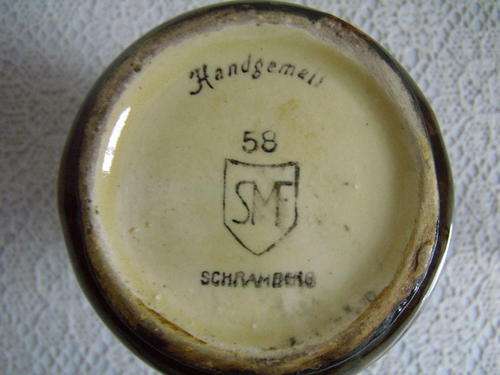 Handgemalt
58
SMF
SCHRAMBERG